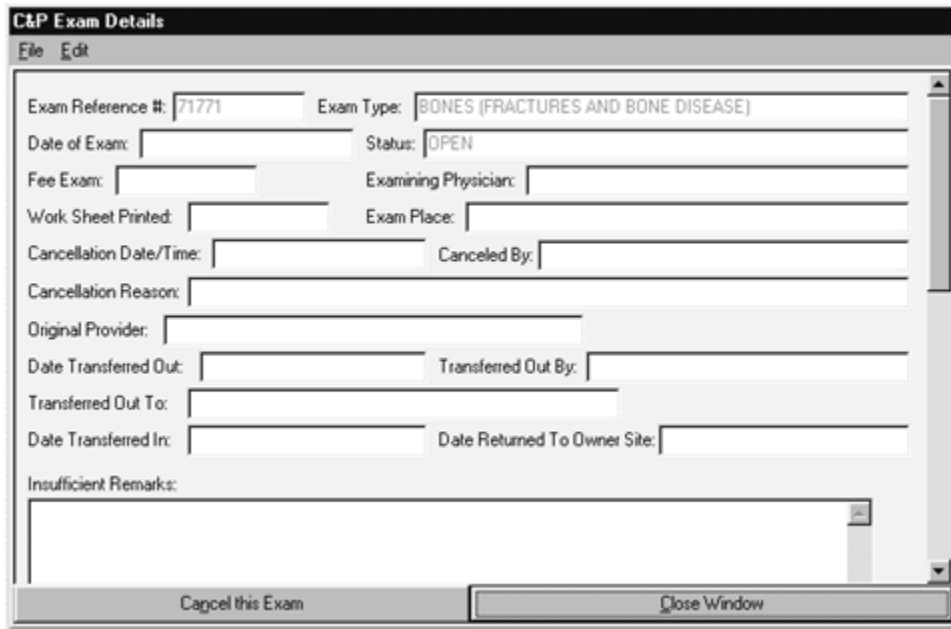 C&P Exam Details
File Edit
Exam Reference #: 71771 Exam Type: BONES (FRACTURES AND BONE DISEASE)
Date of Exam: Status: OPEN
Fee Exam: Examining Physician:
Work Sheet Printed: Exam Place:
Cancellation Date/Time: Canceled By:
Cancellation Reason:
Original Provider:
Date Transferred Out: Transferred Out By:
Transferred Out To:
Date Transferred In: Date Returned To Owner Site:
Insufficient Remarks:
Cancel this Exam Close Window